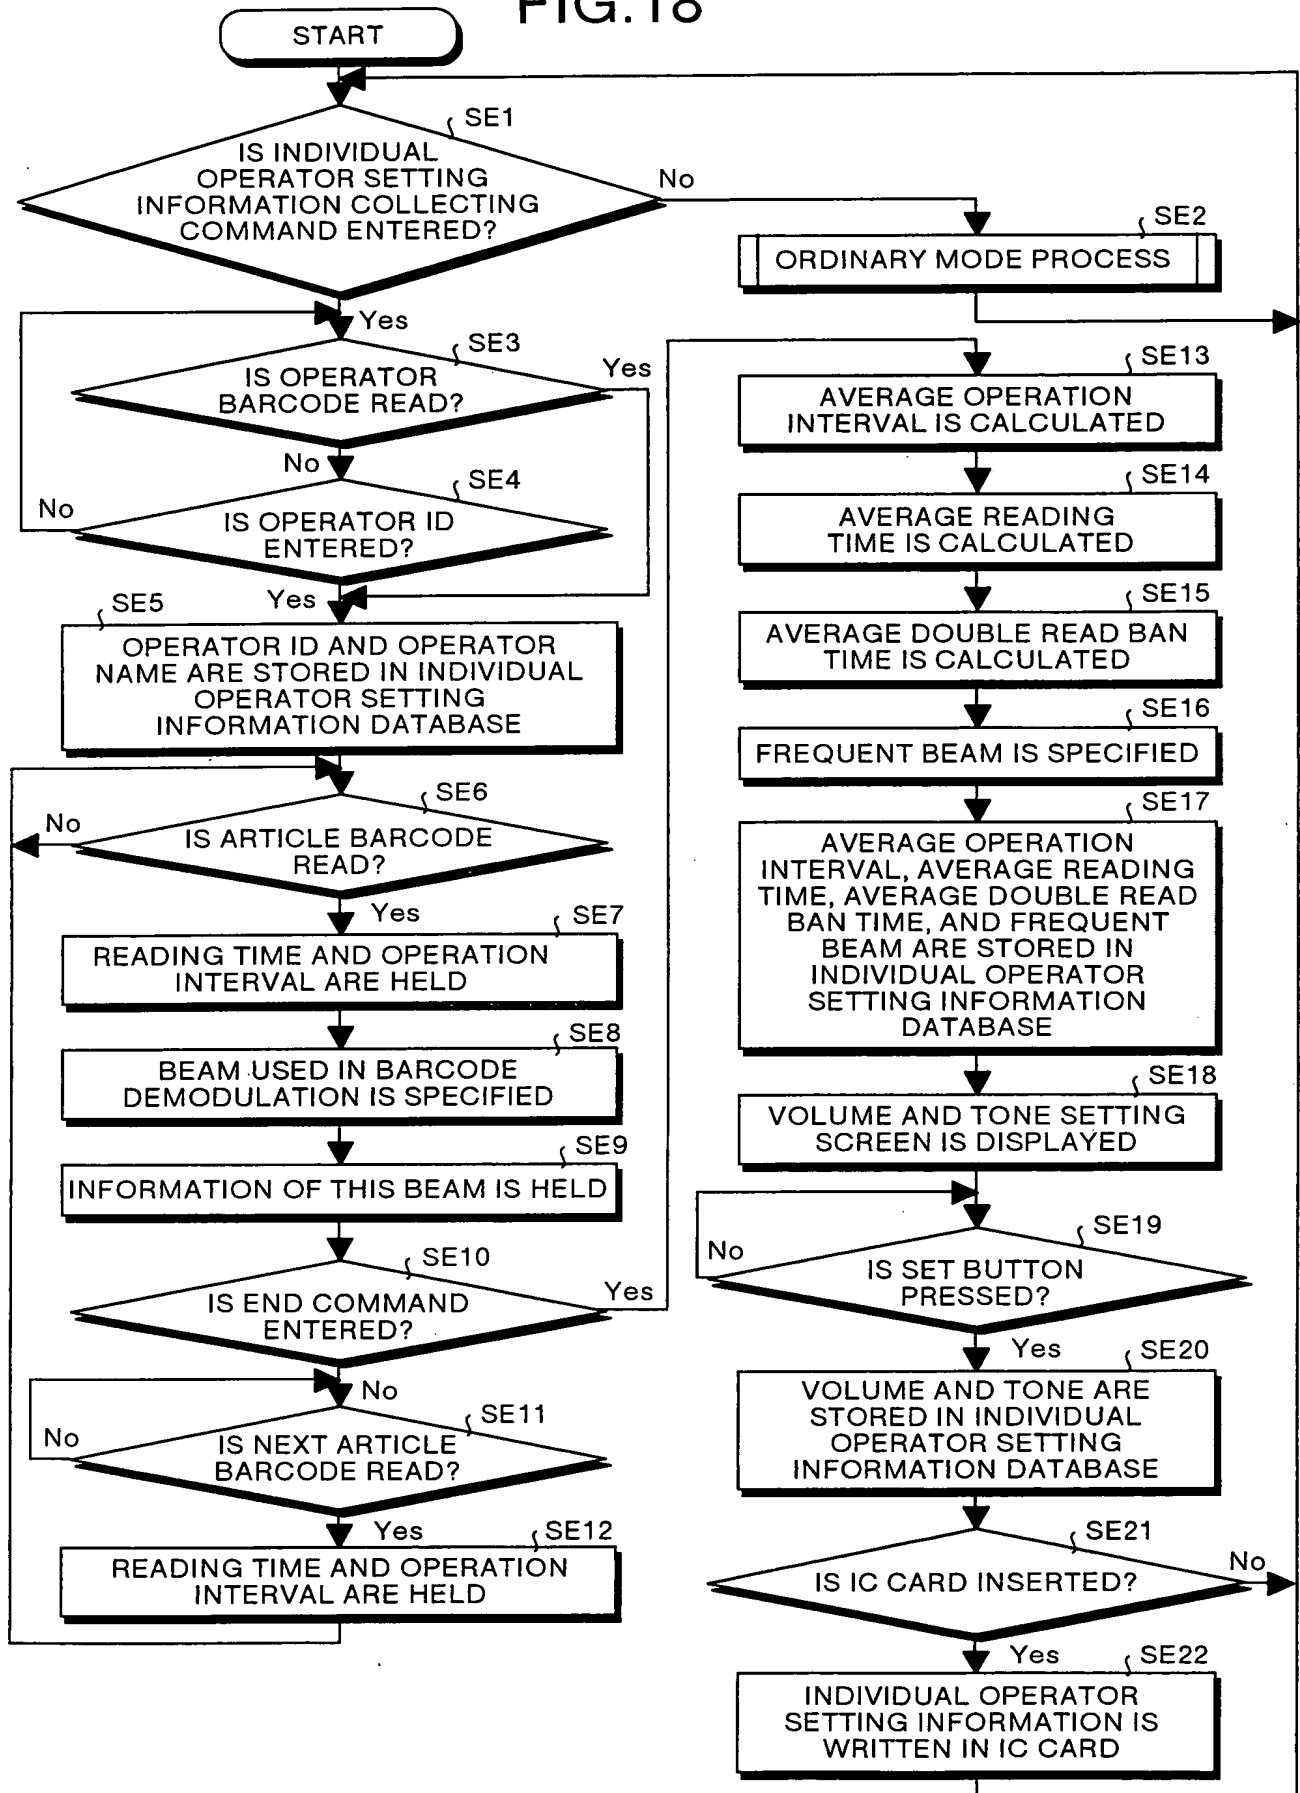 FIG.18
START
SE1
IS INDIVIDUAL
OPERATOR SETTING
INFORMATION COLLECTING
COMMAND ENTERED?
No
Yes
SE2
ORDINARY MODE PROCESS
SE3
IS OPERATOR
BARCODE READ?
Yes
No
SE4
IS OPERATOR ID
ENTERED?
No
Yes
SE5
OPERATOR ID AND OPERATOR
NAME ARE STORED IN INDIVIDUAL
OPERATOR SETTING
INFORMATION DATABASE
SE6
IS ARTICLE BARCODE
READ?
No
Yes
SE7
READING TIME AND OPERATION
INTERVAL ARE HELD
SE8
BEAM USED IN BARCODE
DEMODULATION IS SPECIFIED
SE9
INFORMATION OF THIS BEAM IS HELD
SE10
IS END COMMAND
ENTERED?
Yes
No
SE11
IS NEXT ARTICLE
BARCODE READ?
No
Yes
SE12
READING TIME AND OPERATION
INTERVAL ARE HELD
SE13
AVERAGE OPERATION
INTERVAL IS CALCULATED
SE14
AVERAGE READING
TIME IS CALCULATED
SE15
AVERAGE DOUBLE READ BAN
TIME IS CALCULATED
SE16
FREQUENT BEAM IS SPECIFIED
SE17
AVERAGE OPERATION
INTERVAL, AVERAGE READING
TIME, AVERAGE DOUBLE READ
BAN TIME, AND FREQUENT
BEAM ARE STORED IN
INDIVIDUAL OPERATOR
SETTING INFORMATION
DATABASE
SE18
VOLUME AND TONE SETTING
SCREEN IS DISPLAYED
SE19
IS SET BUTTON
PRESSED?
No
Yes
SE20
VOLUME AND TONE ARE
STORED IN INDIVIDUAL
OPERATOR SETTING
INFORMATION DATABASE
SE21
IS IC CARD INSERTED?
No
Yes
SE22
INDIVIDUAL OPERATOR
SETTING INFORMATION IS
WRITTEN IN IC CARD